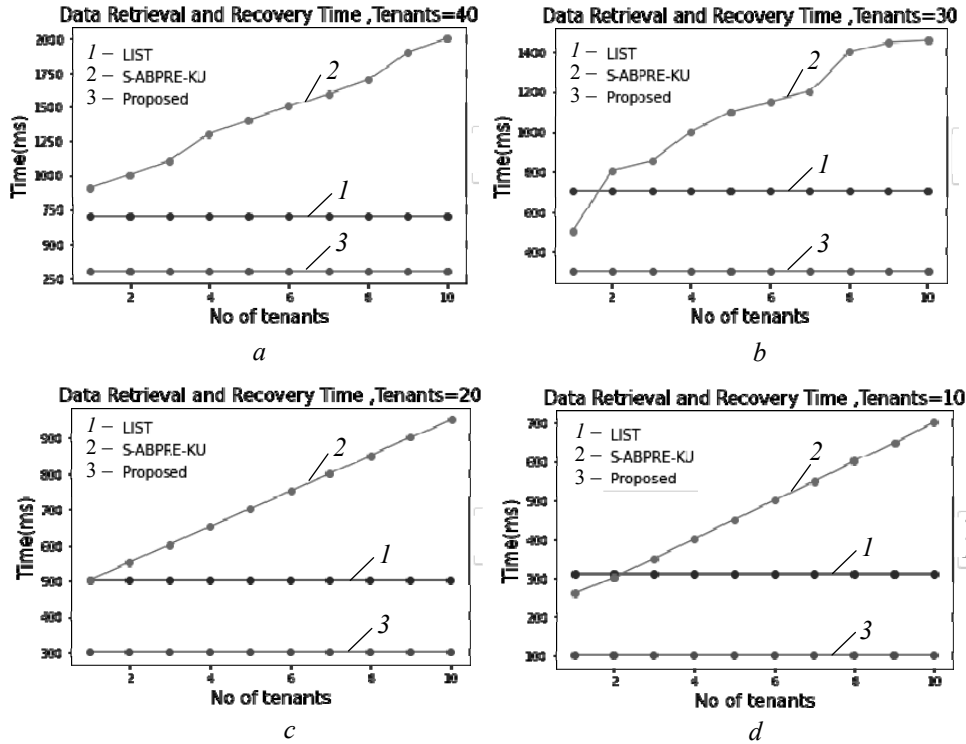 Data Retrieval and Recovery Time ,Tenants=40
2000
1750
1500
1250
1000
750
500
250
Time(ms)
1 – LIST
2 – S-ABPRE-KU
3 – Proposed
2
1
3
2 4 6 8 10
No of tenants
a
Data Retrieval and Recovery Time ,Tenants=30
1400
1200
1000
800
600
400
Time(ms)
1 – LIST
2 – S-ABPRE-KU
3 – Proposed
2
1
3
2 4 6 8 10
No of tenants
b
Data Retrieval and Recovery Time ,Tenants=20
900
800
700
600
500
400
300
Time(ms)
1 – LIST
2 – S-ABPRE-KU
3 – Proposed
2
1
3
2 4 6 8 10
No of tenants
c
Data Retrieval and Recovery Time ,Tenants=10
700
600
500
400
300
200
100
Time(ms)
1 – LIST
2 – S-ABPRE-KU
3 – Proposed
2
1
3
2 4 6 8 10
No of tenants
d